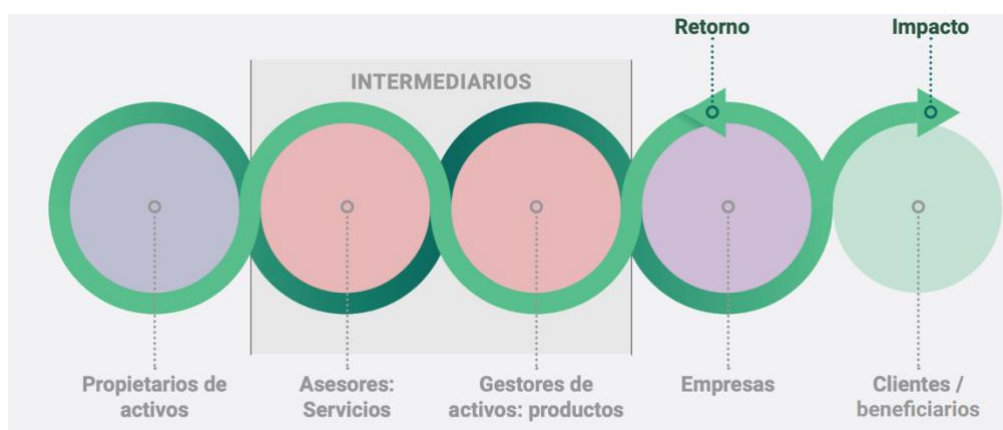 Retorno
Impacto
INTERMEDIARIOS
Propietarios de
activos
Asesores:
Servicios
Gestores de
activos: productos
Empresas
Clientes /
beneficiarios